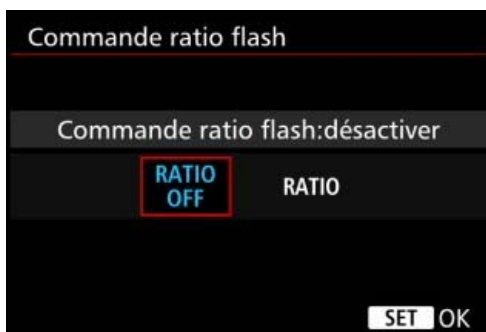 Commande ratio flash
Commande ratio flash:désactiver
RATIO
OFF
RATIO
SET OK